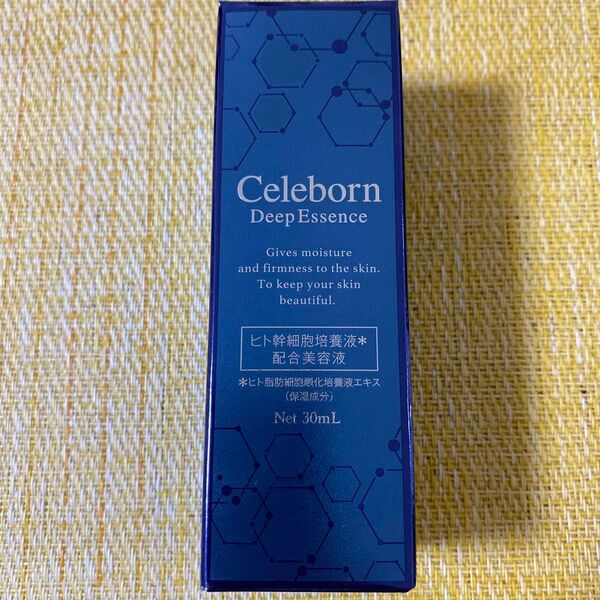 Celeborn
Deep Essence
Gives moisture
and firmness to the skin.
To keep your skin
beautiful.
ヒト幹細胞培養液*
配合美容液
*ヒト脂肪細胞順化培養液エキス
(保湿成分)
Net 30mL